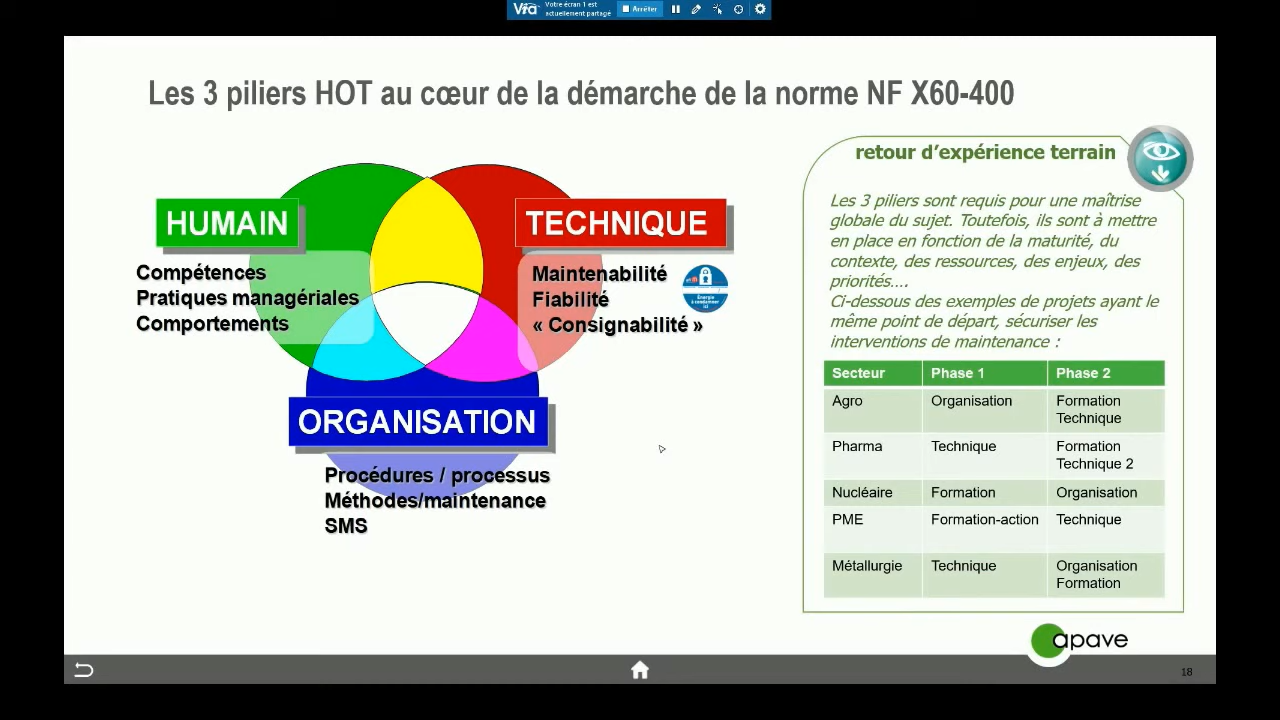 Votre écran 1 est
actuellement partagé
Arrêter
Les 3 piliers HOT au cœur de la démarche de la norme NF X60-400
HUMAIN
Compétences
Pratiques managériales
Comportements
TECHNIQUE
Maintenabilité
Fiabilité
« Consignabilité »
Energie
à condamner
ici
ORGANISATION
Procédures / processus
Méthodes/maintenance
SMS
retour d’expérience terrain
Les 3 piliers sont requis pour une maîtrise
globale du sujet. Toutefois, ils sont à mettre
en place en fonction de la maturité, du
contexte, des ressources, des enjeux, des
priorités….
Ci-dessous des exemples de projets ayant le
même point de départ, sécuriser les
interventions de maintenance :
Secteur Phase 1 Phase 2
Agro Organisation Formation
Technique
Pharma Technique Formation
Technique 2
Nucléaire Formation Organisation
PME Formation-action Technique
Métallurgie Technique Organisation
Formation
apave
18